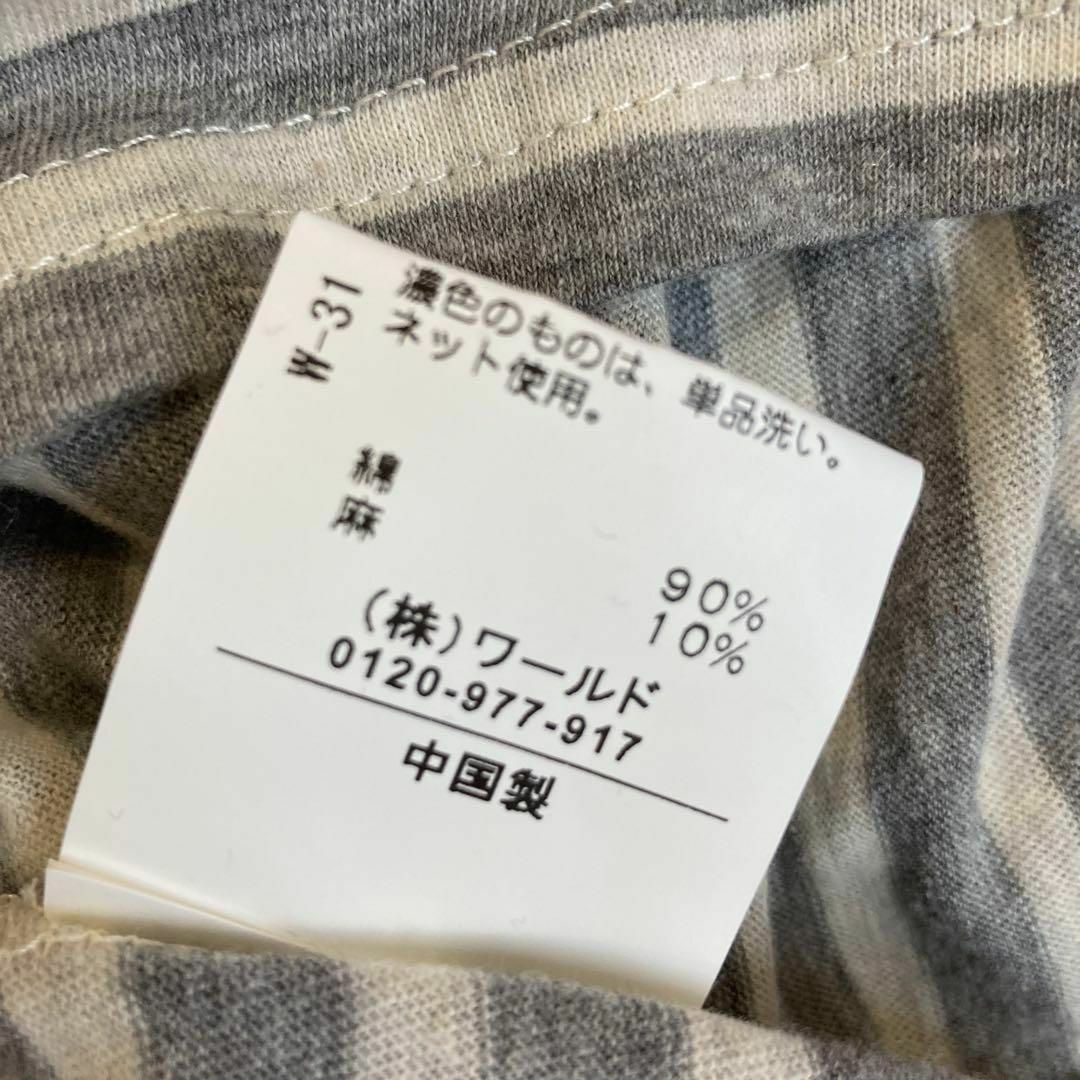 W-31
濃色のものは、単品洗い。
ネット使用。
綿 90%
麻 10%
(株)ワールド
0120-977-917
中国製